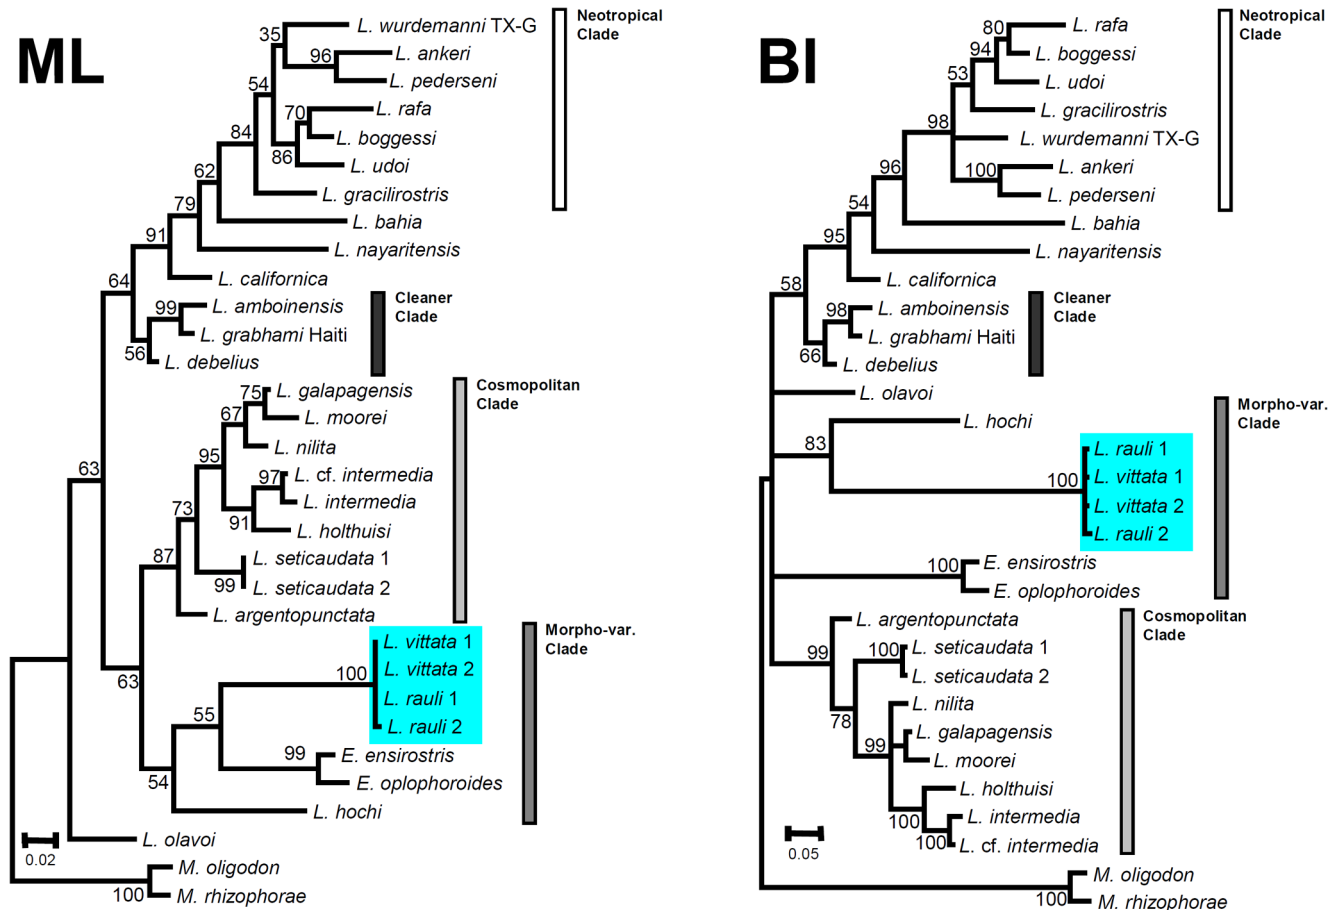 ML
35
L. wurdemanni TX-G
96
L. ankeri
L. pederseni
54
70
L. rafa
L. boggessi
86
L. udoi
84
L. gracilirostris
62
L. bahia
79
L. nayaritensis
91
L. californica
64
99
L. amboinensis
L. grabhami Haiti
56
L. debelius
Neotropical
Clade
Cleaner
Clade
75
L. galapagensis
L. moorei
67
L. nilita
95
97
L. cf. intermedia
L. intermedia
91
L. holthuisi
73
L. seticaudata 1
99
L. seticaudata 2
87
L. argentopunctata
Cosmopolitan
Clade
63
63
100
L. vittata 1
L. vittata 2
L. rauli 1
L. rauli 2
55
99
E. ensirostris
E. oplophoroides
54
L. hochi
Morpho-var.
Clade
L. olavoi
0.02
100
M. oligodon
M. rhizophorae
BI
80
L. rafa
L. boggessi
94
L. udoi
53
L. gracilirostris
98
L. wurdemanni TX-G
100
L. ankeri
L. pederseni
96
L. bahia
54
L. nayaritensis
95
L. californica
58
98
L. amboinensis
L. grabhami Haiti
66
L. debelius
Neotropical
Clade
Cleaner
Clade
L. olavoi
L. hochi
83
100
L. rauli 1
L. vittata 1
L. vittata 2
L. rauli 2
100
E. ensirostris
E. oplophoroides
Morpho-var.
Clade
L. argentopunctata
99
100
L. seticaudata 1
L. seticaudata 2
78
L. nilita
99
L. galapagensis
L. moorei
L. holthuisi
100
L. intermedia
100
L. cf. intermedia
Cosmopolitan
Clade
0.05
100
M. oligodon
M. rhizophorae